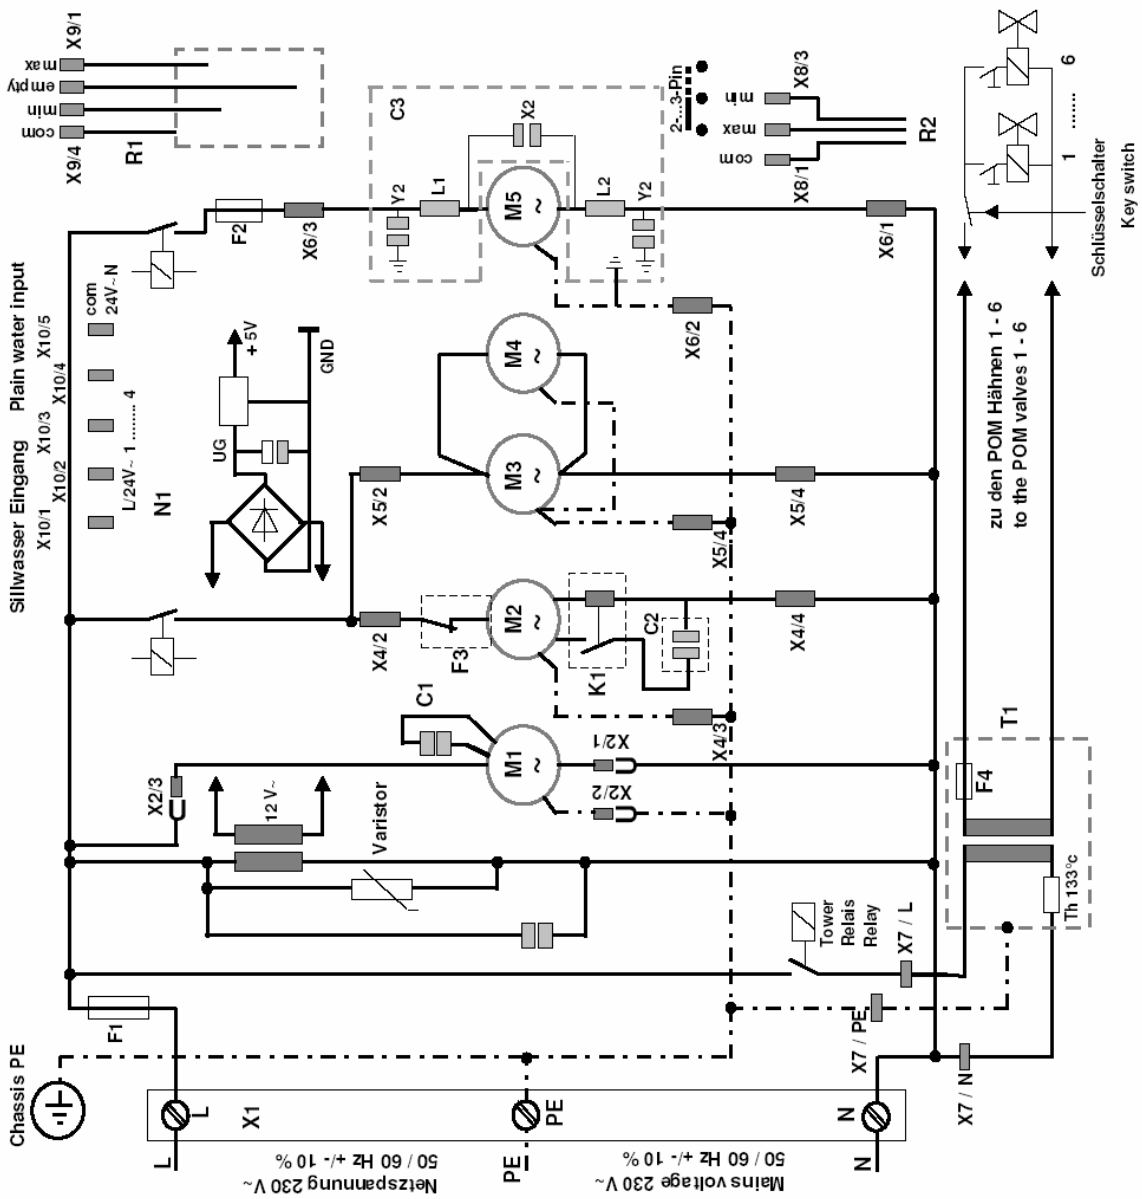 Chassis PE
Netzspannung 230 V~
50 / 60 Hz +/- 10 %
Mains voltage 230 V~
50 / 60 Hz +/- 10 %
L
PE
N
X1
L
PE
N
F1
X7 / N
X7 / PE
X7 / L
Tower
Relais
Relay
Th 133°c
F4
T1
Varistor
12 V~
X2/3
C1
M1
~
X2/1
X2/2
X4/2
F3
M2
~
K1
C2
X4/3
X4/4
Sillwasser Eingang Plain water input
X10/1
X10/2
X10/3
X10/4
X10/5
L/24V~ 1 ........ 4
com
24V~N
N1
UG
+ 5V
GND
X5/2
M3
~
M4
~
X5/4
X5/4
F2
X6/3
Y2
L1
C3
X2
M5
~
L2
Y2
X6/2
X6/1
R1
X9/4
X9/1
com
min
empty
max
2-...3-Pin
X8/1
X8/3
com
max
min
R2
zu den POM Hähnen 1 - 6
to the POM valves 1 - 6
Schlüsselschalter
Key switch
1 ........ 6